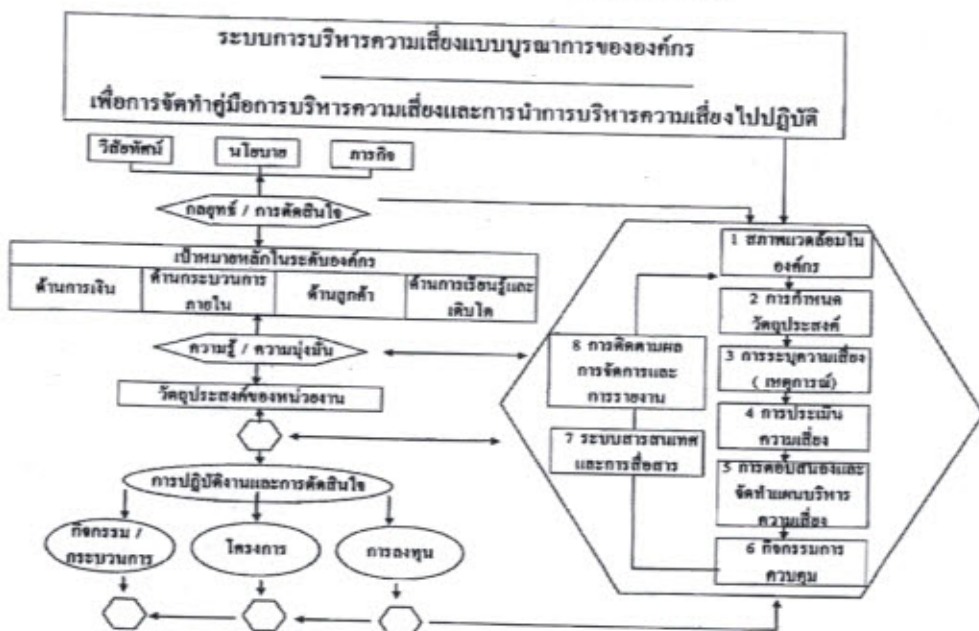 ระบบการบริหารความเสี่ยงแบบบูรณาการขององค์กร
เพื่อการจัดทำคู่มือการบริหารความเสี่ยงและการนำการบริหารความเสี่ยงไปปฏิบัติ
วิสัยทัศน์
นโยบาย
ภารกิจ
กลยุทธ์ / การตัดสินใจ
เป้าหมายหลักในระดับองค์กร
ด้านการเงิน
ด้านกระบวนการ
ภายใน
ด้านลูกค้า
ด้านการเรียนรู้และ
เติบโต
ความรู้ / ความมุ่งมั่น
วัตถุประสงค์ของหน่วยงาน
การปฏิบัติงานและการตัดสินใจ
กิจกรรม /
กระบวนการ
โครงการ
การลงทุน
1 สภาพแวดล้อมใน
องค์กร
2 การกำหนด
วัตถุประสงค์
3 การระบุความเสี่ยง
( เหตุการณ์)
4 การประเมิน
ความเสี่ยง
5 การตอบสนองและ
จัดทำแผนบริหาร
ความเสี่ยง
6 กิจกรรมการ
ควบคุม
7 ระบบสารสนเทศ
และการสื่อสาร
8 การติดตามผล
การจัดการและ
การรายงาน